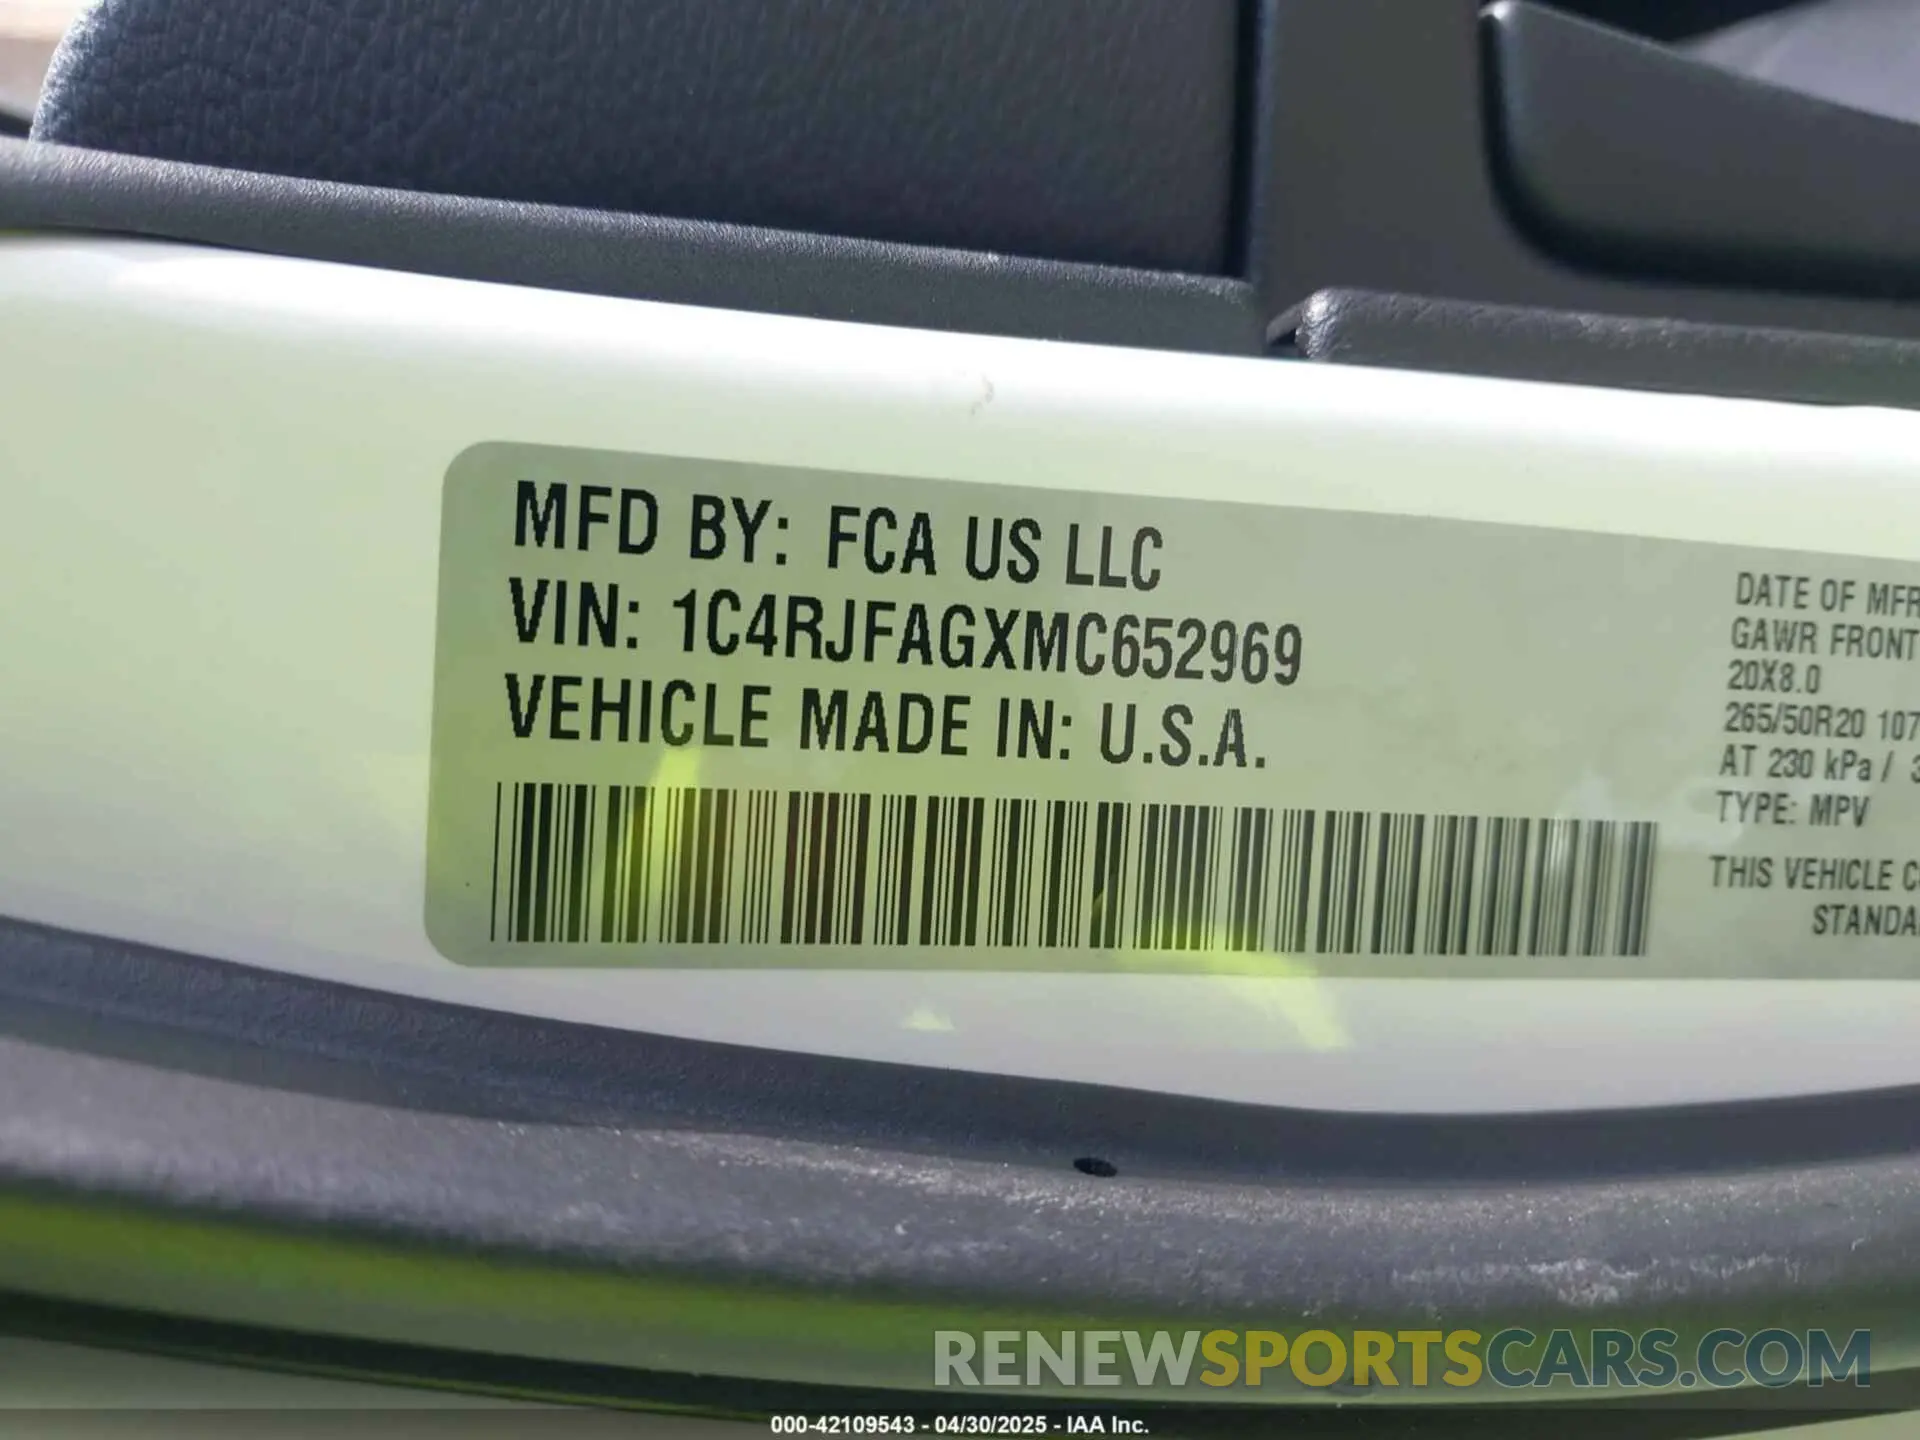 MFD BY: FCA US LLC
VIN: 1C4RJFAGXMC652969
VEHICLE MADE IN: U.S.A.
DATE OF MFR
GAWR FRONT
20X8.0
265/50R20 107
AT 230 kPa /
TYPE: MPV
THIS VEHICLE
RENEWSPORTSCARS.COM
000-42109543 - 04/30/2025 - IAA Inc.